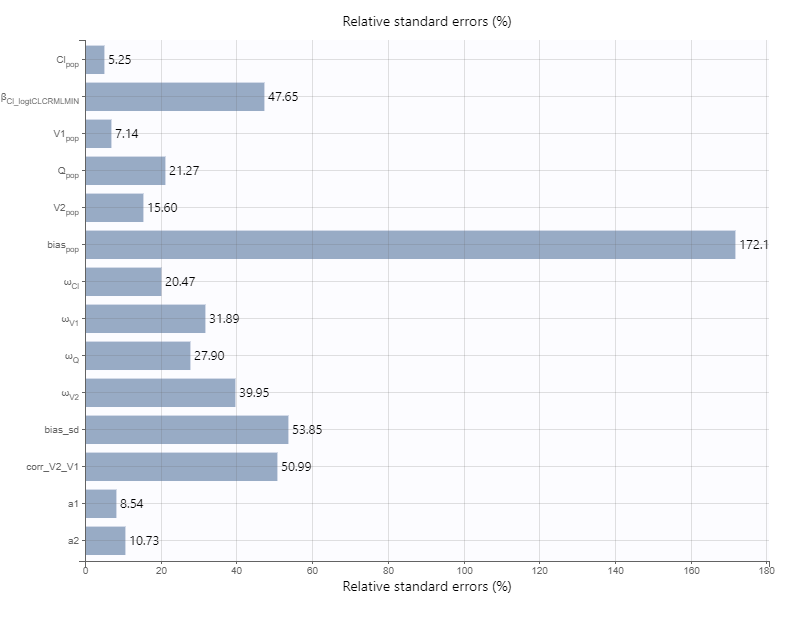 Relative standard errors (%)
Cl_pop 5.25
β_Cl_logtCLCRMLMIN 47.65
V1_pop 7.14
Q_pop 21.27
V2_pop 15.60
bias_pop 172.1
ω_Cl 20.47
ω_V1 31.89
ω_Q 27.90
ω_V2 39.95
bias_sd 53.85
corr_V2_V1 50.99
a1 8.54
a2 10.73
0 20 40 60 80 100 120 140 160 180
Relative standard errors (%)